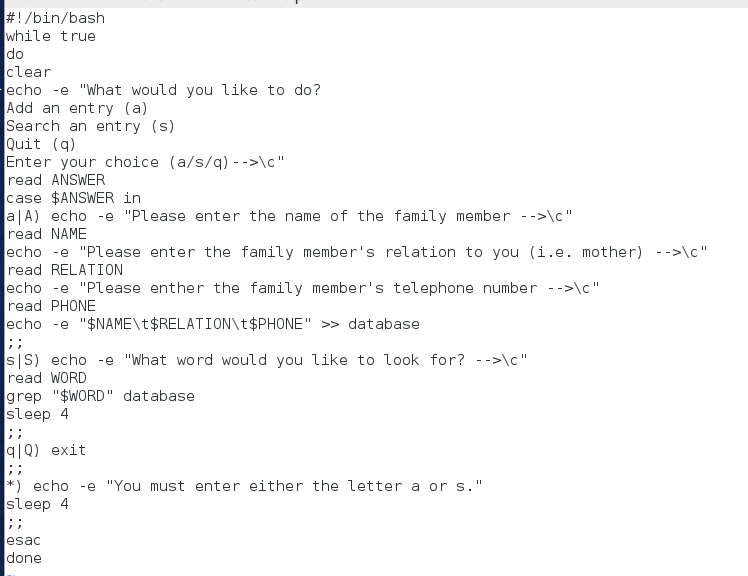 #!/bin/bash
while true
do
clear
echo -e "What would you like to do?
Add an entry (a)
Search an entry (s)
Quit (q)
Enter your choice (a/s/q)-->\c"
read ANSWER
case $ANSWER in
a|A) echo -e "Please enter the name of the family member -->\c"
read NAME
echo -e "Please enter the family member's relation to you (i.e. mother) -->\c"
read RELATION
echo -e "Please enther the family member's telephone number -->\c"
read PHONE
echo -e "$NAME\t$RELATION\t$PHONE" >> database
;;
s|S) echo -e "What word would you like to look for? -->\c"
read WORD
grep "$WORD" database
sleep 4
;;
q|Q) exit
;;
*) echo -e "You must enter either the letter a or s."
sleep 4
;;
esac
done